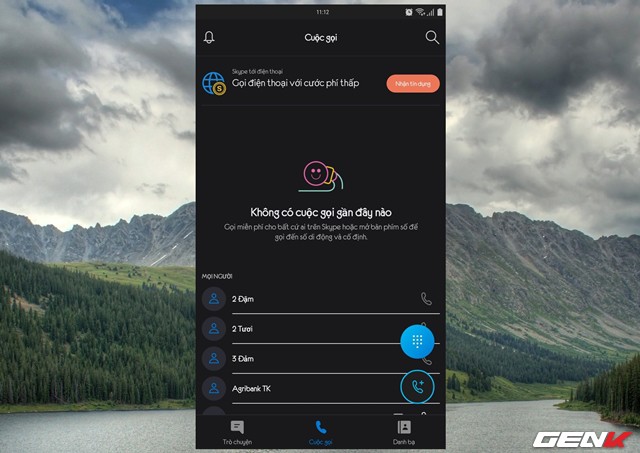 11:12
Cuộc gọi
Skype tới điện thoại
Gọi điện thoại với cước phí thấp
Nhận tín dụng
S
Không có cuộc gọi gần đây nào
Gọi miễn phí cho bất cứ ai trên Skype hoặc mở bàn phím số để
gọi đến số di động và cố định.
MỌI NGƯỜI
2 Đậm
2 Tươi
3 Đảm
Agribank TK
Trò chuyện
Cuộc gọi
Danh bạ
GENK